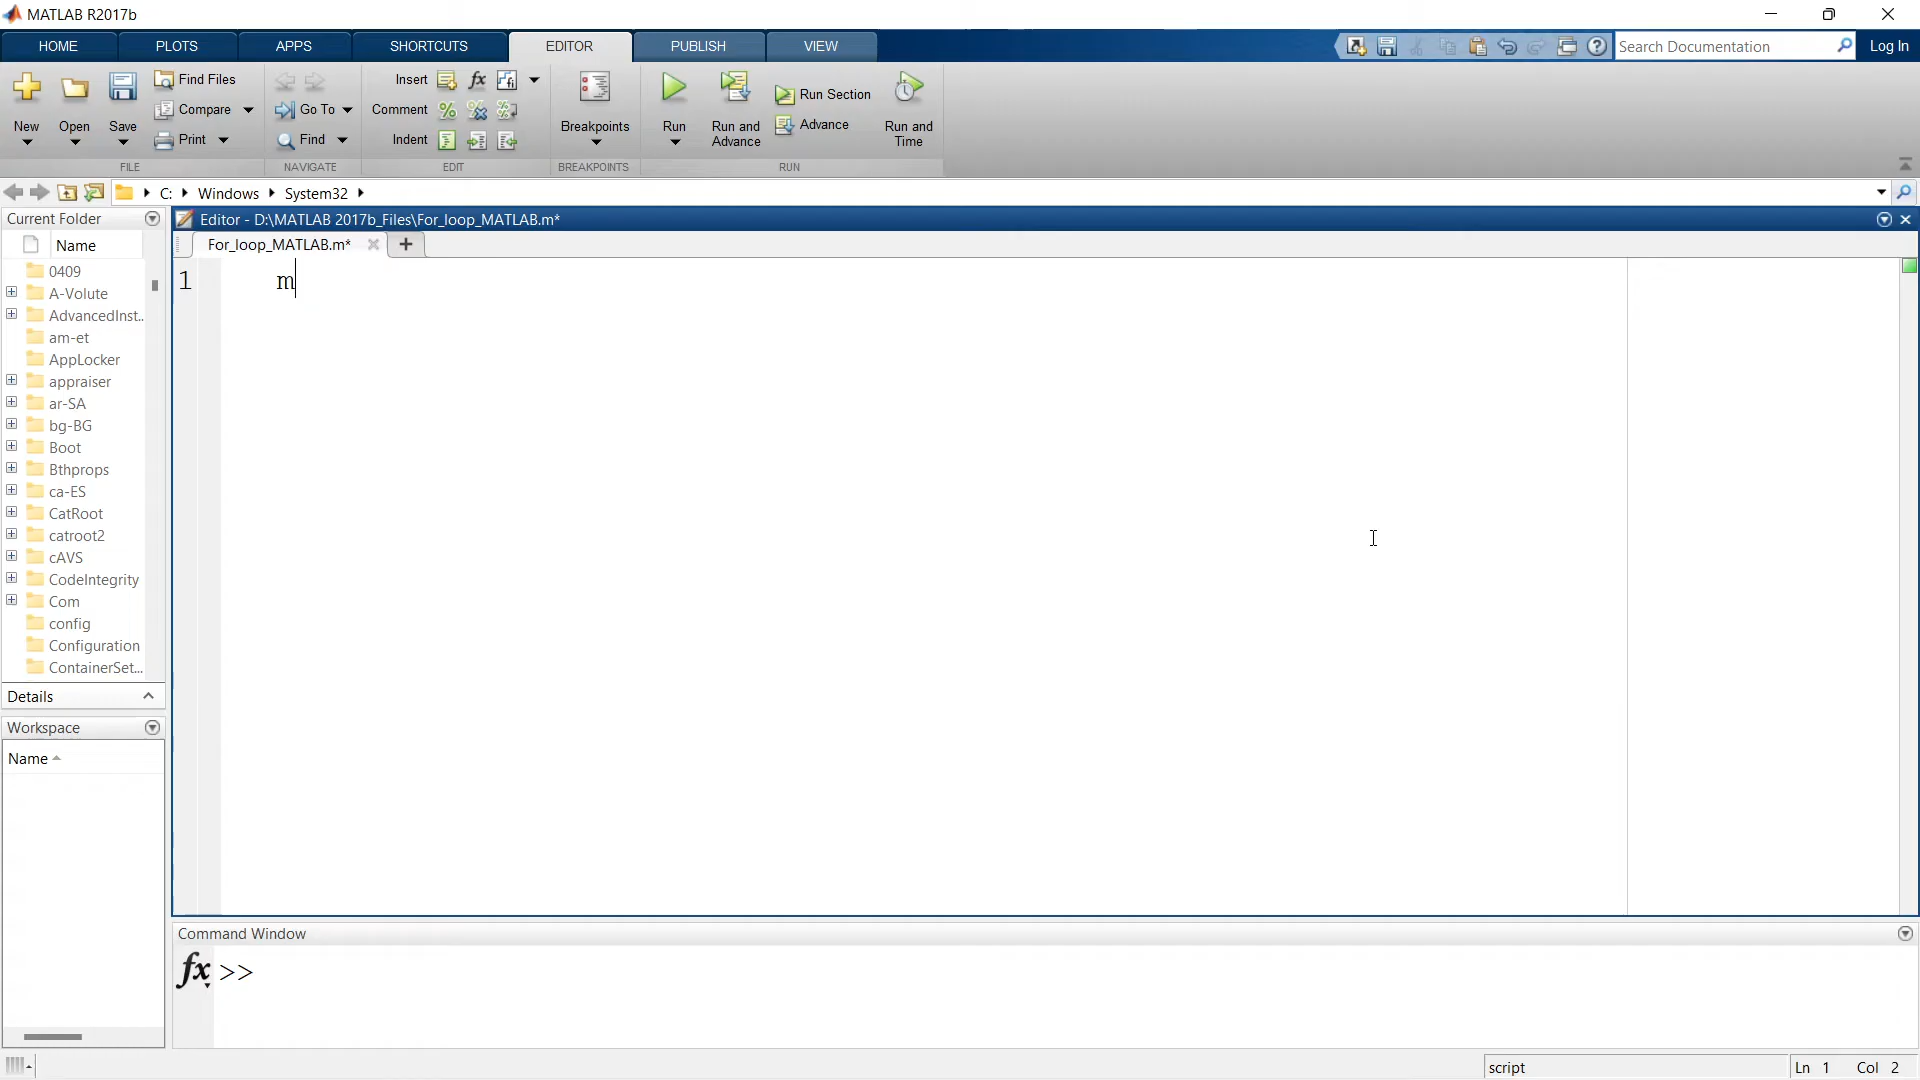 MATLAB R2017b
HOME PLOTS APPS SHORTCUTS EDITOR PUBLISH VIEW Search Documentation Log In
New Open Save Find Files Compare Print
Go To Find
Insert fx fi
Comment % % %
Indent
Breakpoints
Run Run and Advance Run Section Advance Run and Time
FILE NAVIGATE EDIT BREAKPOINTS RUN
C: Windows System32
Current Folder
Name
0409
A-Volute
AdvancedInst..
am-et
AppLocker
appraiser
ar-SA
bg-BG
Boot
Bthprops
ca-ES
CatRoot
catroot2
cAVS
CodeIntegrity
Com
config
Configuration
ContainerSet...
Details
Workspace
Name
Editor - D:\MATLAB 2017b_Files\For_loop_MATLAB.m*
For_loop_MATLAB.m* +
1 m
Command Window
fx >>
script Ln 1 Col 2